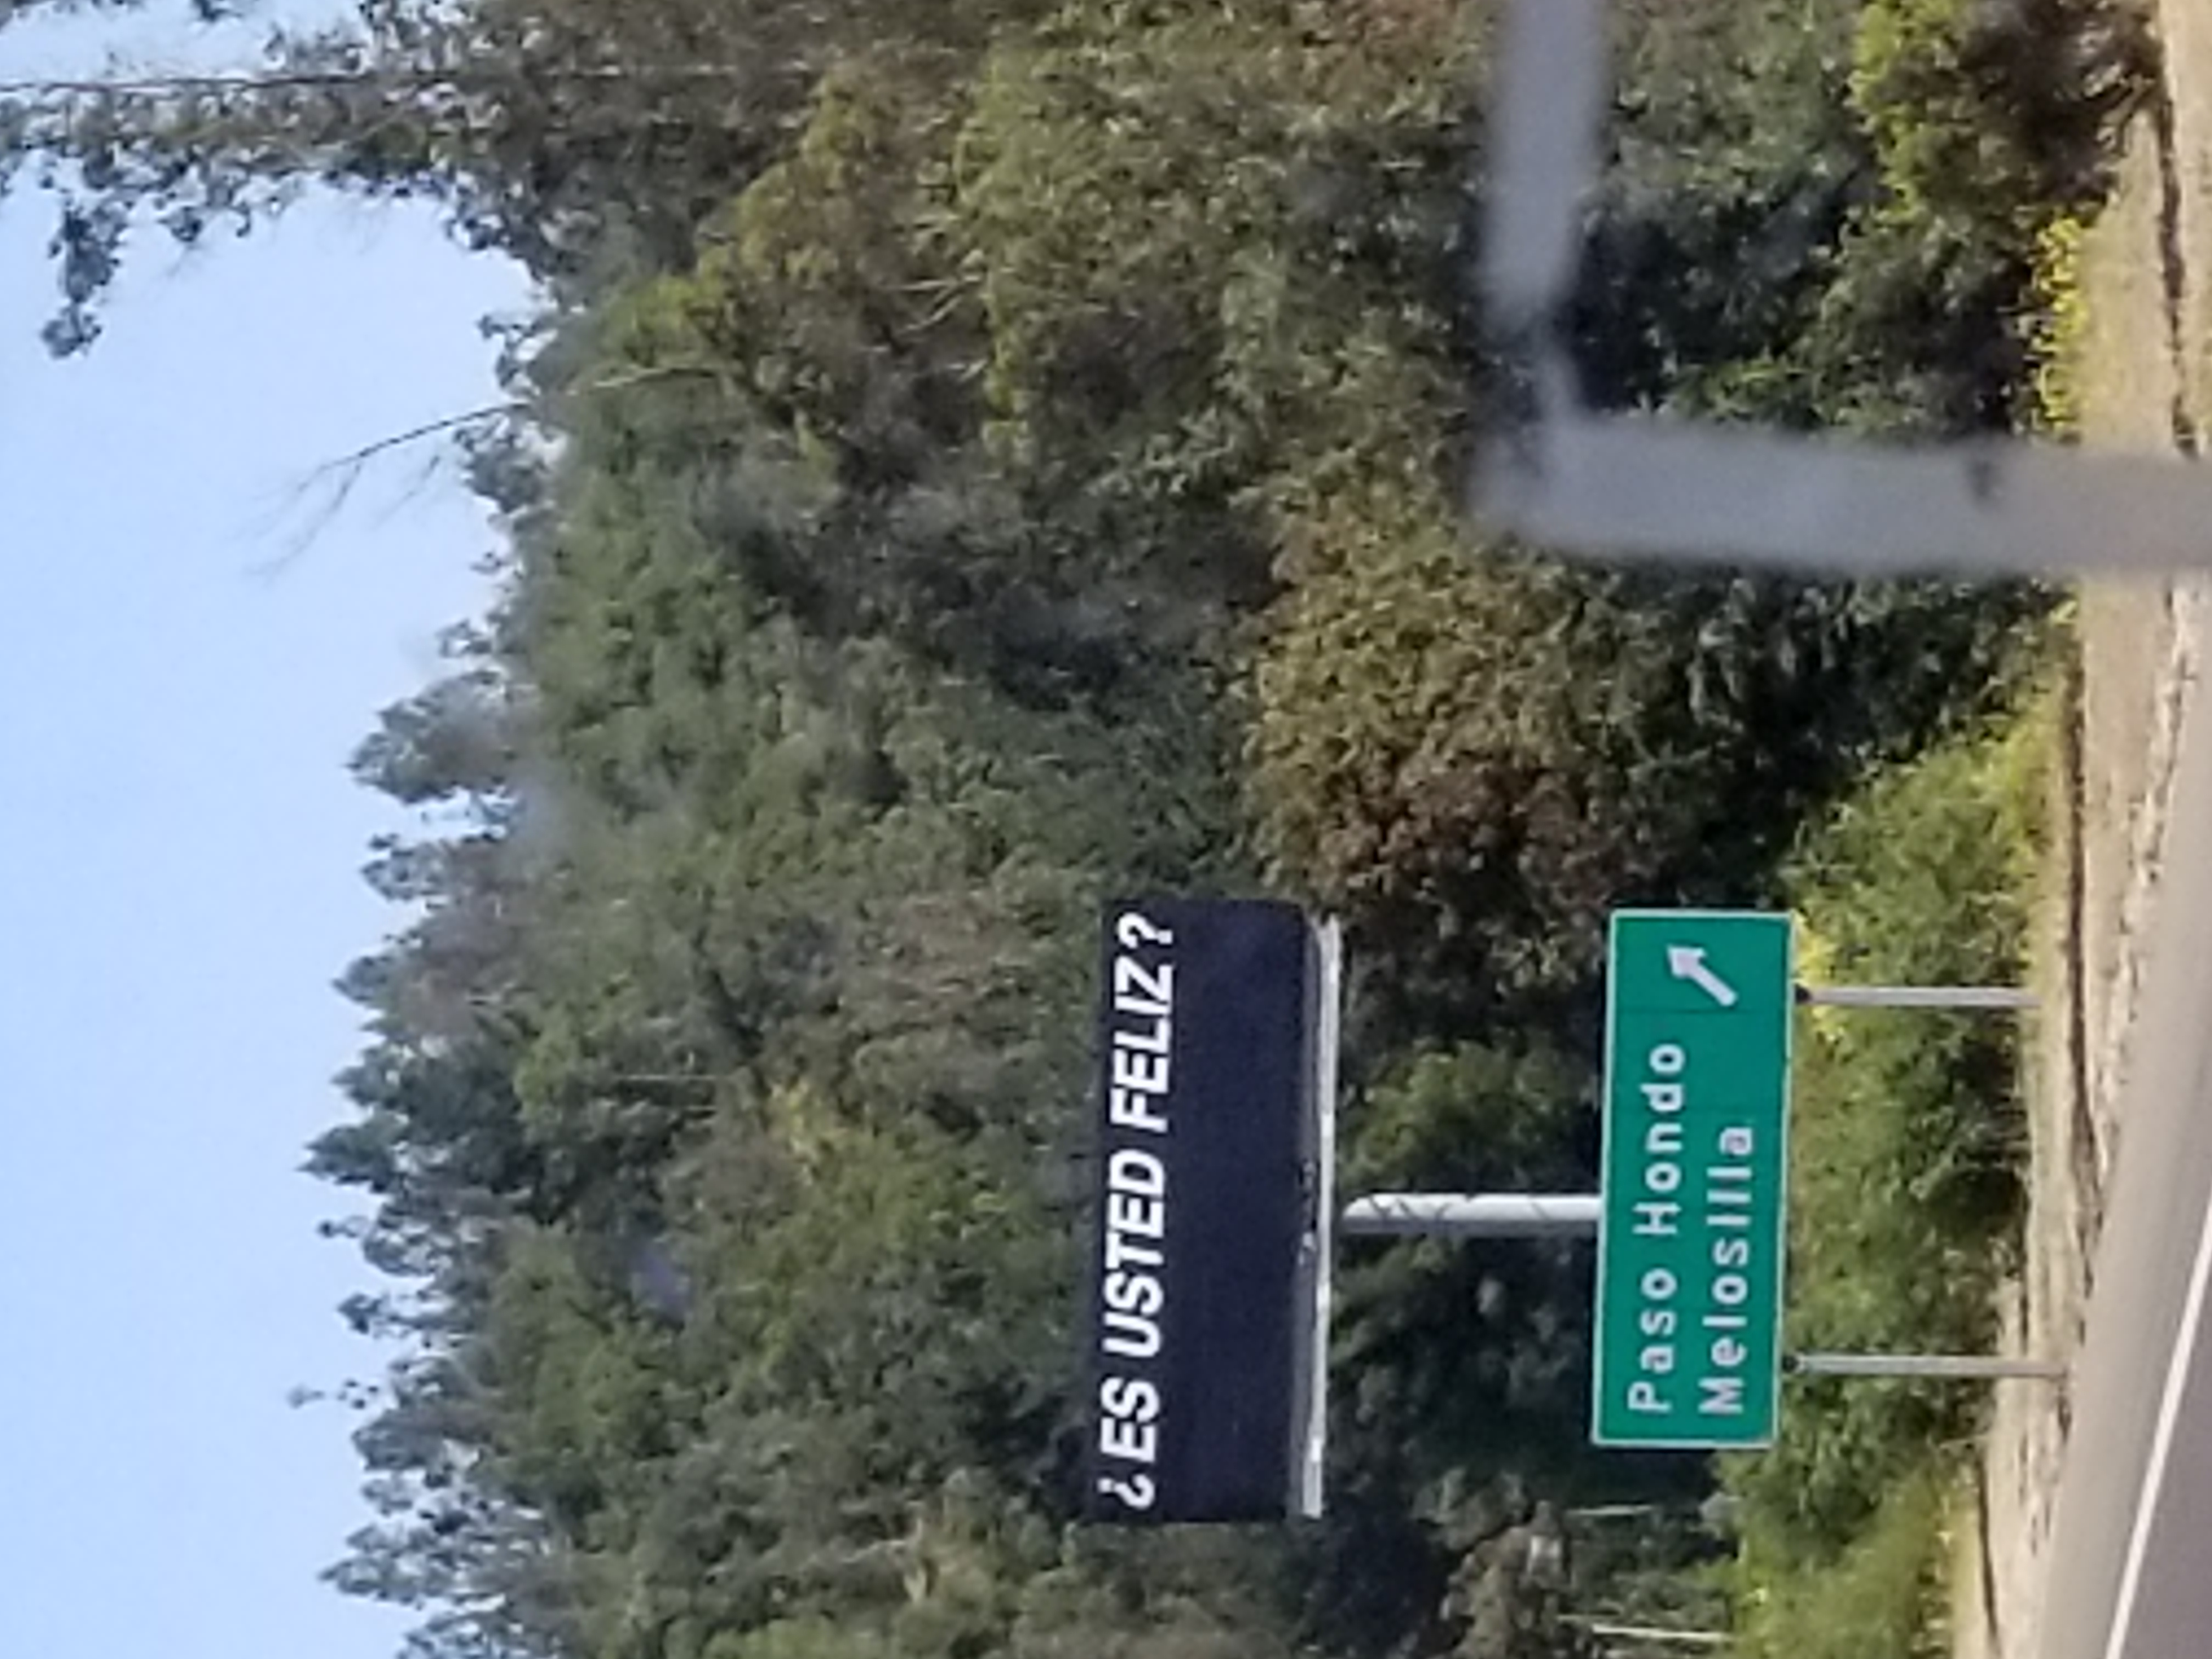 ¿ES USTED FELIZ?
Paso Hondo
Melosilla